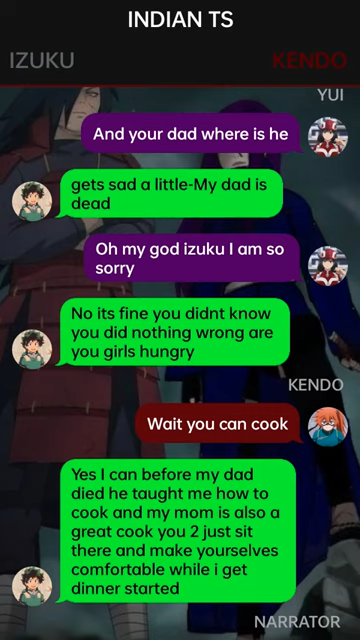 INDIAN TS
IZUKU KENDO
YUI
And your dad where is he
gets sad a little-My dad is
dead
Oh my god izuku I am so
sorry
No its fine you didnt know
you did nothing wrong are
you girls hungry
KENDO
Wait you can cook
Yes I can before my dad
died he taught me how to
cook and my mom is also a
great cook you 2 just sit
there and make yourselves
comfortable while i get
dinner started
NARRATOR